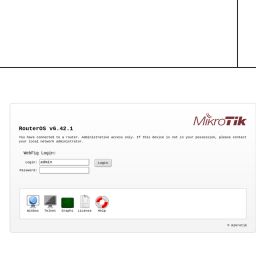 MikroTik
RouterOS v6.42.1
You have connected to a router. Administrative access only. If this device is not in your possession, please contact
your local network administrator.
WebFig Login:
Login: admin
Login
Password:
Winbox Telnet Graphs License Help
© mikrotik